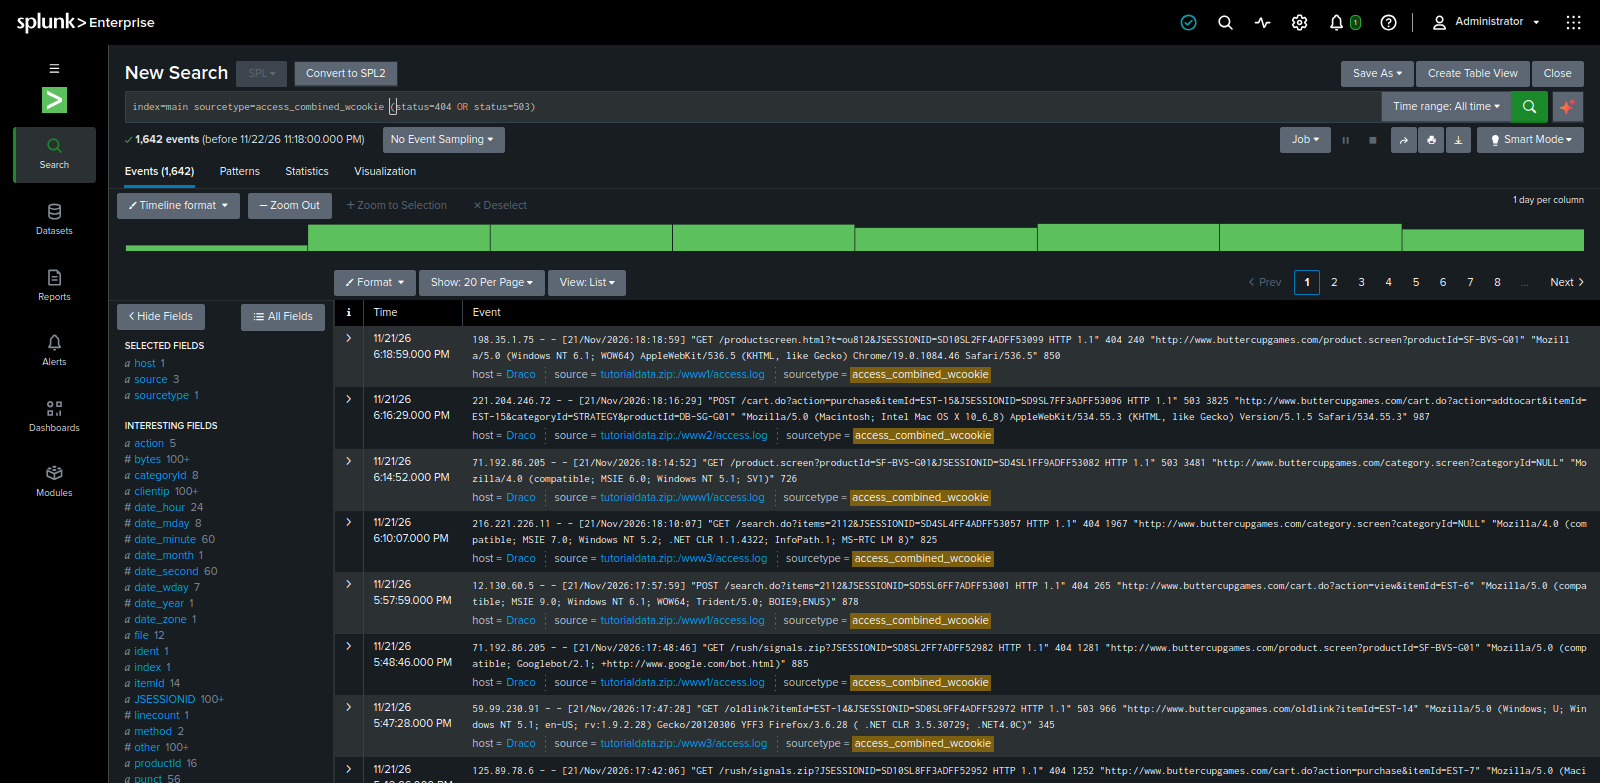 splunk> Enterprise
1
Administrator
New Search
SPL
Convert to SPL2
Save As
Create Table View
Close
index=main sourcetype=access_combined_wcookie (status=404 OR status=503)
Time range: All time
1,642 events (before 11/22/26 11:18:00.000 PM)
No Event Sampling
Job
Smart Mode
Search
Datasets
Reports
Alerts
Dashboards
Modules
Events (1,642)
Patterns
Statistics
Visualization
Timeline format
— Zoom Out
+ Zoom to Selection
× Deselect
1 day per column
Format
Show: 20 Per Page
View: List
< Prev
1 2 3 4 5 6 7 8 ...
Next >
< Hide Fields
All Fields
SELECTED FIELDS
a host 1
a source 3
a sourcetype 1
INTERESTING FIELDS
a action 5
# bytes 100+
a categoryId 8
a clientip 100+
# date_hour 24
# date_mday 8
# date_minute 60
a date_month 1
# date_second 60
a date_wday 7
# date_year 1
a date_zone 1
a file 12
a ident 1
a index 1
a itemId 14
a JSESSIONID 100+
# linecount 1
a method 2
# other 100+
a productId 16
a punct 56
i
Time
Event
11/21/26
6:18:59.000 PM
198.35.1.75 - - [21/Nov/2026:18:18:59] "GET /productscreen.html?t=ou812&JSESSIONID=SD10SL2FF4ADFF53099 HTTP 1.1" 404 240 "http://www.buttercupgames.com/product.screen?productId=SF-BVS-G01" "Mozill
a/5.0 (Windows NT 6.1; WOW64) AppleWebKit/536.5 (KHTML, like Gecko) Chrome/19.0.1084.46 Safari/536.5" 850
host = Draco source = tutorialdata.zip:./www1/access.log sourcetype = access_combined_wcookie
11/21/26
6:16:29.000 PM
221.204.246.72 - - [21/Nov/2026:18:16:29] "POST /cart.do?action=purchase&itemId=EST-15&JSESSIONID=SD9SL7FF3ADFF53096 HTTP 1.1" 503 3825 "http://www.buttercupgames.com/cart.do?action=addtocart&itemId=
EST-15&categoryId=STRATEGY&productId=DB-SG-G01" "Mozilla/5.0 (Macintosh; Intel Mac OS X 10_6_8) AppleWebKit/534.55.3 (KHTML, like Gecko) Version/5.1.5 Safari/534.55.3" 987
host = Draco source = tutorialdata.zip:./www2/access.log sourcetype = access_combined_wcookie
11/21/26
6:14:52.000 PM
71.192.86.205 - - [21/Nov/2026:18:14:52] "GET /product.screen?productId=SF-BVS-G01&JSESSIONID=SD4SL1FF9ADFF53082 HTTP 1.1" 503 3481 "http://www.buttercupgames.com/category.screen?categoryId=NULL" "Mo
zilla/4.0 (compatible; MSIE 6.0; Windows NT 5.1; SV1)" 726
host = Draco source = tutorialdata.zip:./www1/access.log sourcetype = access_combined_wcookie
11/21/26
6:10:07.000 PM
216.221.226.11 - - [21/Nov/2026:18:10:07] "GET /search.do?items=2112&JSESSIONID=SD4SL4FF4ADFF53057 HTTP 1.1" 404 1967 "http://www.buttercupgames.com/category.screen?categoryId=NULL" "Mozilla/4.0 (com
patible; MSIE 7.0; Windows NT 5.2; .NET CLR 1.1.4322; InfoPath.1; MS-RTC LM 8)" 825
host = Draco source = tutorialdata.zip:./www3/access.log sourcetype = access_combined_wcookie
11/21/26
5:57:59.000 PM
12.130.60.5 - - [21/Nov/2026:17:57:59] "POST /search.do?items=2112&JSESSIONID=SD5SL6FF7ADFF53001 HTTP 1.1" 404 265 "http://www.buttercupgames.com/cart.do?action=view&itemId=EST-6" "Mozilla/5.0 (compa
tible; MSIE 9.0; Windows NT 6.1; WOW64; Trident/5.0; BOIE9;ENUS)" 878
host = Draco source = tutorialdata.zip:./www1/access.log sourcetype = access_combined_wcookie
11/21/26
5:48:46.000 PM
71.192.86.205 - - [21/Nov/2026:17:48:46] "GET /rush/signals.zip?JSESSIONID=SD8SL2FF7ADFF52982 HTTP 1.1" 404 1281 "http://www.buttercupgames.com/product.screen?productId=SF-BVS-G01" "Mozilla/5.0 (comp
atible; Googlebot/2.1; +http://www.google.com/bot.html)" 885
host = Draco source = tutorialdata.zip:./www1/access.log sourcetype = access_combined_wcookie
11/21/26
5:47:28.000 PM
59.99.230.91 - - [21/Nov/2026:17:47:28] "GET /oldlink?itemId=EST-14&JSESSIONID=SD0SL9FF4ADFF52972 HTTP 1.1" 503 966 "http://www.buttercupgames.com/oldlink?itemId=EST-14" "Mozilla/5.0 (Windows; U; Win
dows NT 5.1; en-US; rv:1.9.2.28) Gecko/20120306 YFF3 Firefox/3.6.28 ( .NET CLR 3.5.30729; .NET4.0C)" 345
host = Draco source = tutorialdata.zip:./www3/access.log sourcetype = access_combined_wcookie
11/21/26
125.89.78.6 - - [21/Nov/2026:17:42:06] "GET /rush/signals.zip?JSESSIONID=SD10SL8FF3ADFF52952 HTTP 1.1" 404 1252 "http://www.buttercupgames.com/cart.do?action=purchase&itemId=EST-7" "Mozilla/5.0 (Maci